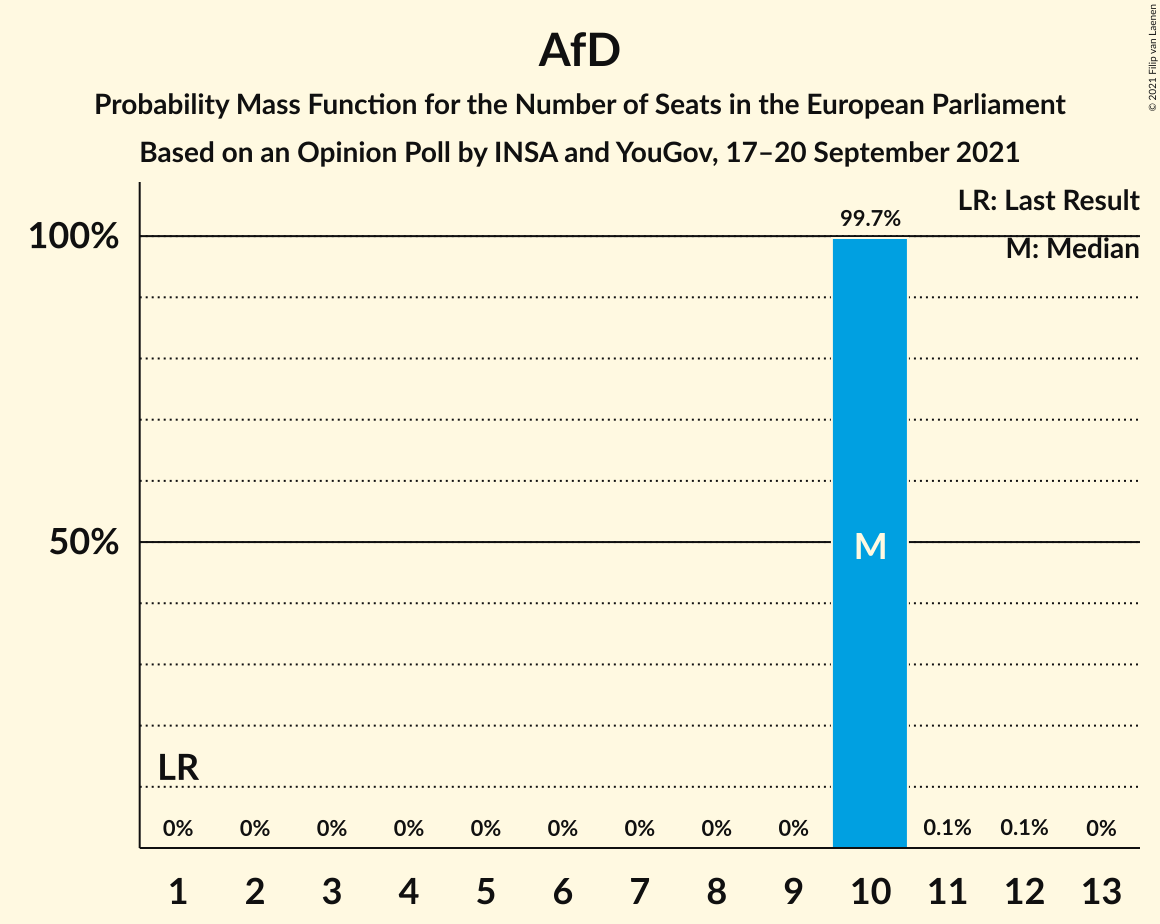 AfD
Probability Mass Function for the Number of Seats in the European Parliament
Based on an Opinion Poll by INSA and YouGov, 17–20 September 2021
© 2021 Filip van Laenen
LR: Last Result
M: Median
99.7%
100%
50%
M
LR
0% 0% 0% 0% 0% 0% 0% 0% 0% 0.1% 0.1% 0%
1 2 3 4 5 6 7 8 9 10 11 12 13